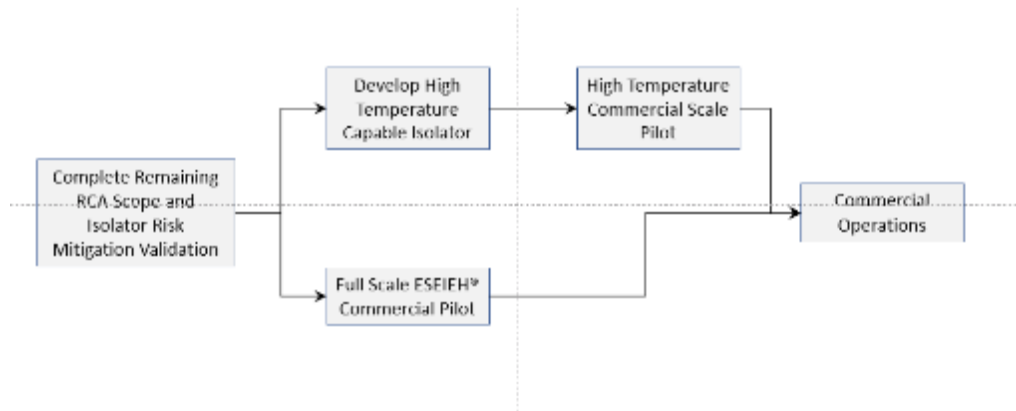 Complete Remaining
RCA Scope and
Isolator Risk
Mitigation Validation
Develop High
Temperature
Capable Isolator
High Temperature
Commercial Scale
Pilot
Full Scale ESEIEH®
Commercial Pilot
Commercial
Operations